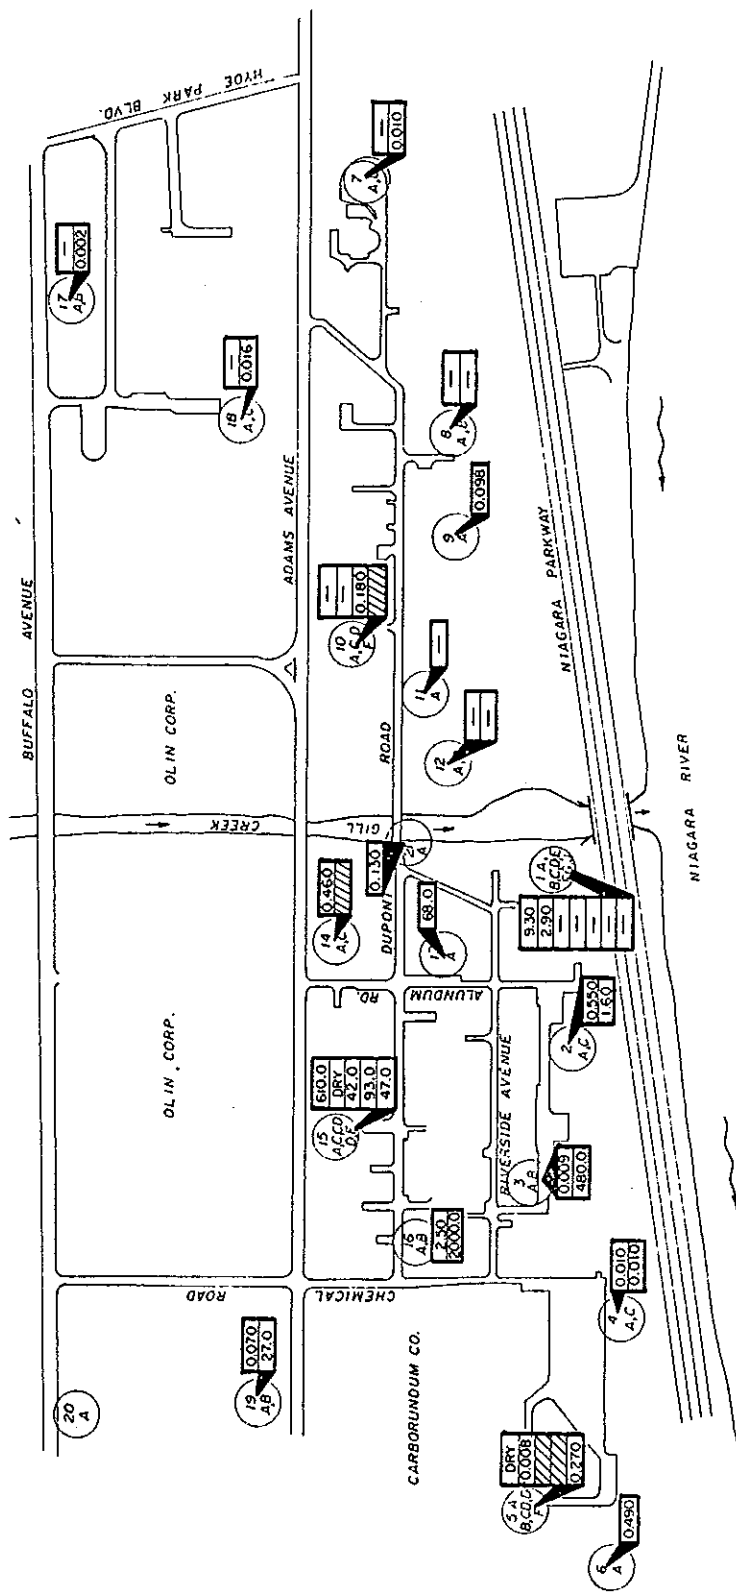 HYDE PARK BLVD.
BUFFALO AVENUE
ADAMS AVENUE
OLIN CORP.
OLIN CORP.
GILL CREEK
DUPONT ROAD
NIAGARA PARKWAY
NIAGARA RIVER
ALUNDUM RD.
RIVERSIDE AVENUE
CHEMICAL ROAD
CARBORUNDUM CO.
17
—
0.002
18
A,C
—
0.016
7
—
0.010
8
—
—
9
A
0.098
10
A,C,D
E
—
—
0.180
11
A
—
12
—
—
21
A
0.130
14
A,C
0.460
A
68.0
1 A,
B,C,D,E
9.30
2.90
—
—
—
—
—
2
A,C
0.550
1.60
15
A,C,CD
610.0
DRY
42.0
93.0
47.0
3
A,B
0.009
480.0
16
A,B
2.50
2000.0
4
A,C
0.010
0.010
19
A,B
0.070
27.0
20
A
5 A
B,CD,D
F
DRY
0.008
0.270
6
A
0.490